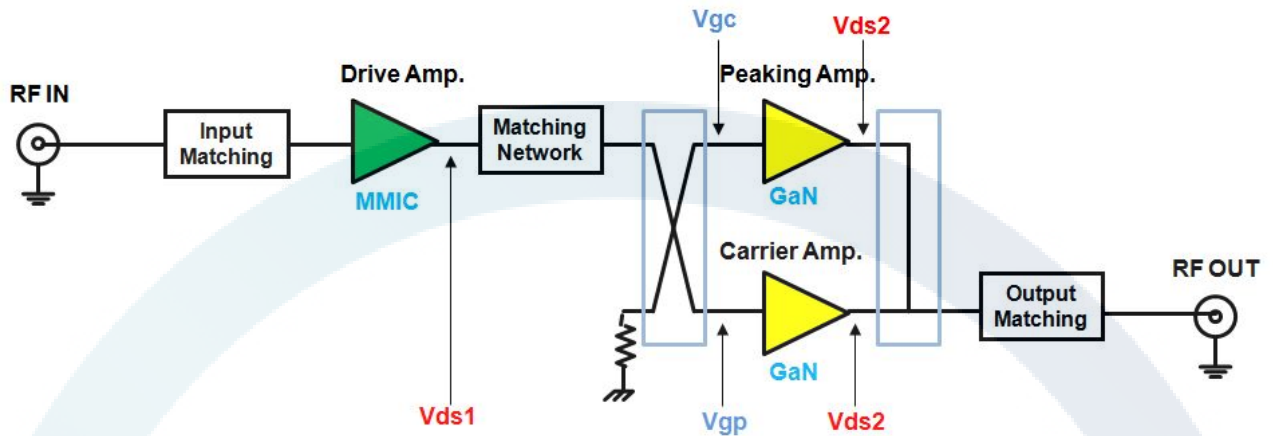 Vgc
Vds2
Drive Amp.
Peaking Amp.
RF IN
Input
Matching
Matching
Network
MMIC
GaN
Carrier Amp.
RF OUT
Output
Matching
GaN
Vds1
Vgp
Vds2